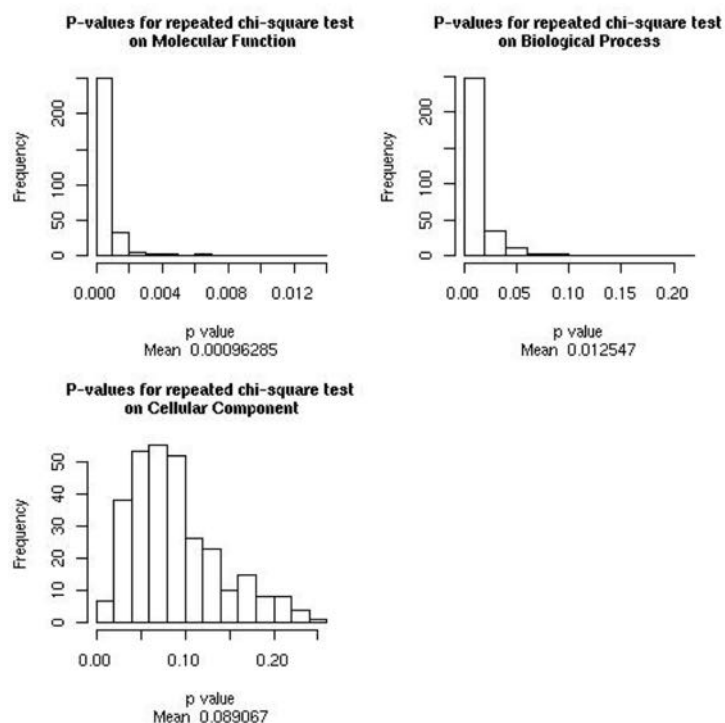 P-values for repeated chi-square test
on Molecular Function
Frequency
200
100
50
0
0.000
0.004
0.008
0.012
p value
Mean 0.00096285
P-values for repeated chi-square test
on Biological Process
Frequency
200
100
50
0
0.00
0.05
0.10
0.15
0.20
p value
Mean 0.012547
P-values for repeated chi-square test
on Cellular Component
Frequency
50
40
30
20
10
0
0.00
0.10
0.20
p value
Mean 0.089067